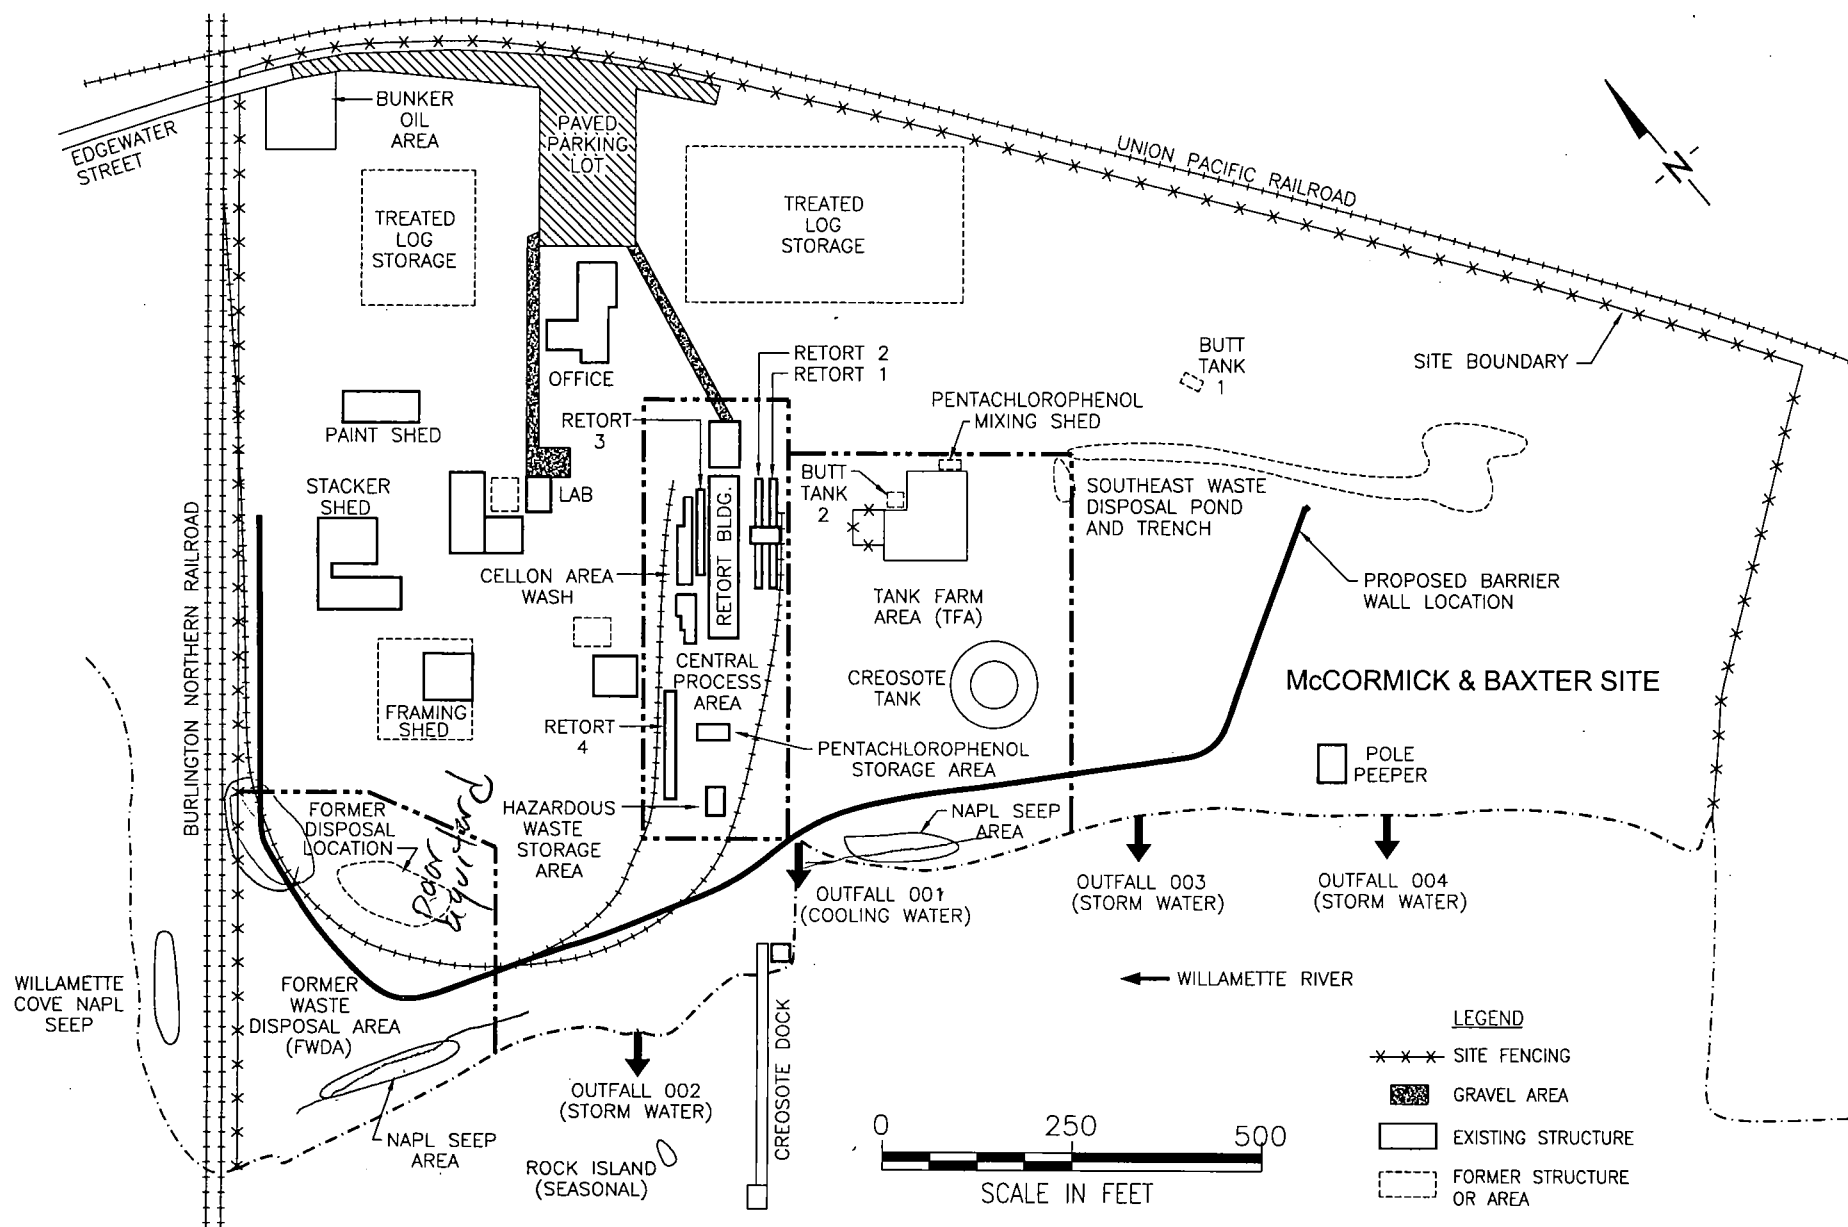 BUNKER
OIL
AREA
EDGEWATER
STREET
PAVED
PARKING
LOT
UNION PACIFIC RAILROAD
N
TREATED
LOG
STORAGE
TREATED
LOG
STORAGE
OFFICE
RETORT 2
RETORT 1
BUTT
TANK
1
SITE BOUNDARY
PENTACHLOROPHENOL
MIXING SHED
PAINT SHED
RETORT
3
STACKER
SHED
LAB
BUTT
TANK
2
SOUTHEAST WASTE
DISPOSAL POND
AND TRENCH
BURLINGTON NORTHERN RAILROAD
RETORT BLDG.
CELLON AREA
WASH
TANK FARM
AREA (TFA)
PROPOSED BARRIER
WALL LOCATION
CENTRAL
PROCESS
AREA
CREOSOTE
TANK
McCORMICK & BAXTER SITE
FRAMING
SHED
RETORT
4
PENTACHLOROPHENOL
STORAGE AREA
POLE
PEEPER
FORMER
DISPOSAL
LOCATION
poor
HAZARDOUS
WASTE
STORAGE
AREA
NAPL SEEP
AREA
OUTFALL 001
(COOLING WATER)
OUTFALL 003
(STORM WATER)
OUTFALL 004
(STORM WATER)
WILLAMETTE
COVE NAPL
SEEP
FORMER
WASTE
DISPOSAL AREA
(FWDA)
WILLAMETTE RIVER
CREOSOTE DOCK
OUTFALL 002
(STORM WATER)
NAPL SEEP
AREA
ROCK ISLAND
(SEASONAL)
0 250 500
SCALE IN FEET
LEGEND
SITE FENCING
GRAVEL AREA
EXISTING STRUCTURE
FORMER STRUCTURE
OR AREA